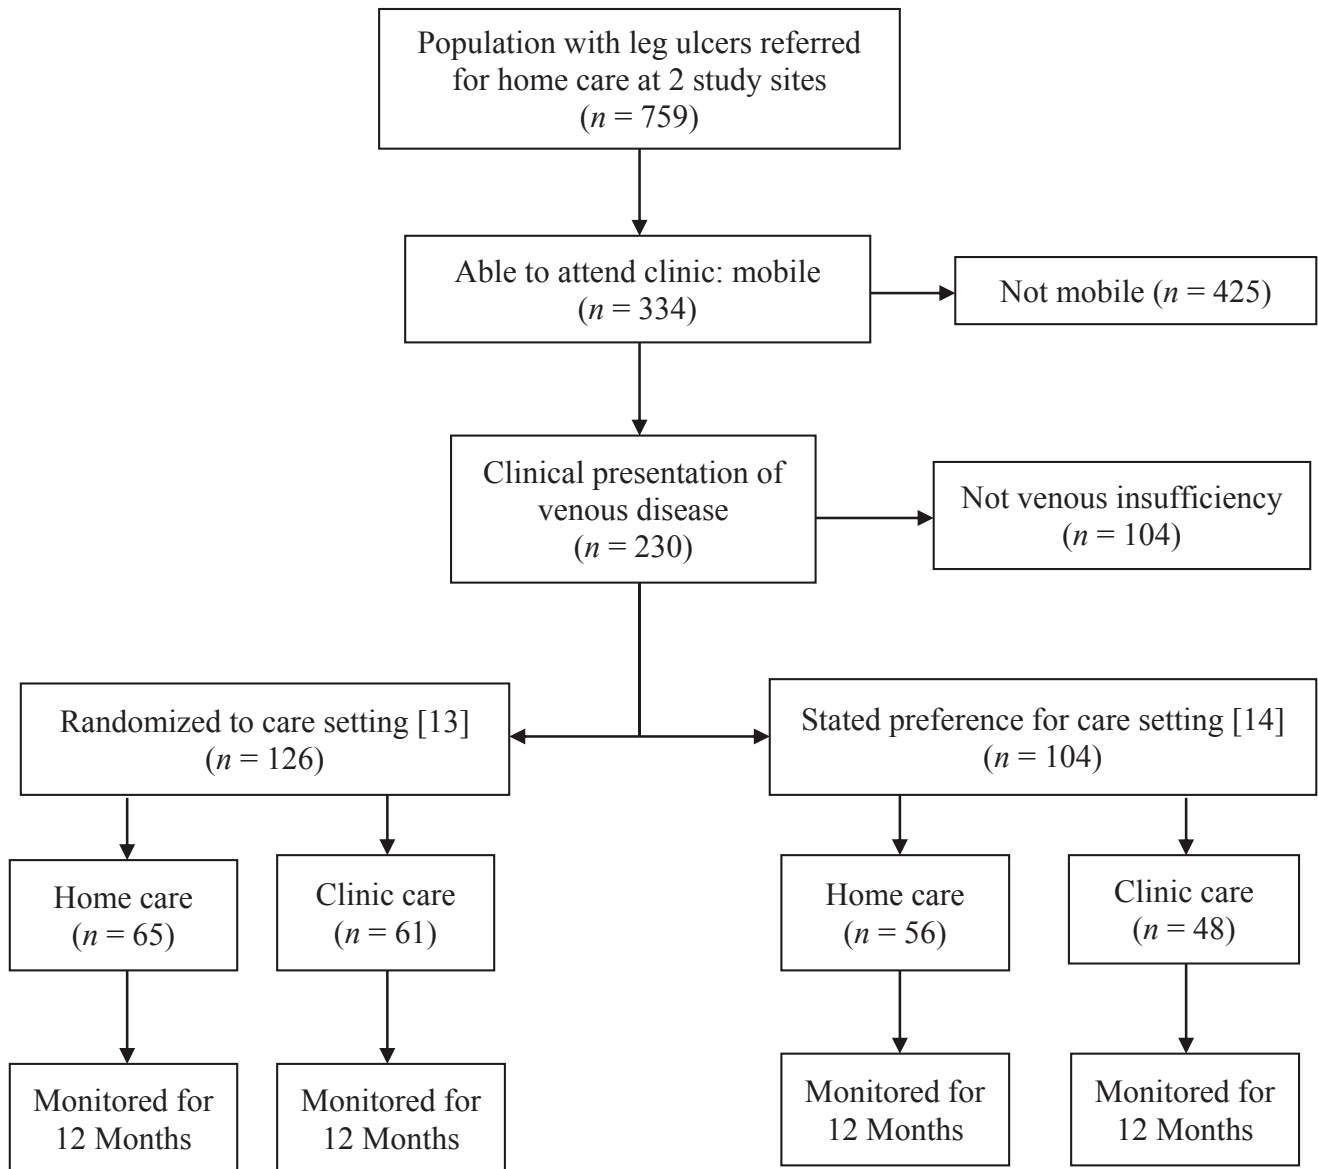 Population with leg ulcers referred
for home care at 2 study sites
(n = 759)
Able to attend clinic: mobile
(n = 334)
Not mobile (n = 425)
Clinical presentation of
venous disease
(n = 230)
Not venous insufficiency
(n = 104)
Randomized to care setting [13]
(n = 126)
Stated preference for care setting [14]
(n = 104)
Home care
(n = 65)
Clinic care
(n = 61)
Home care
(n = 56)
Clinic care
(n = 48)
Monitored for
12 Months
Monitored for
12 Months
Monitored for
12 Months
Monitored for
12 Months